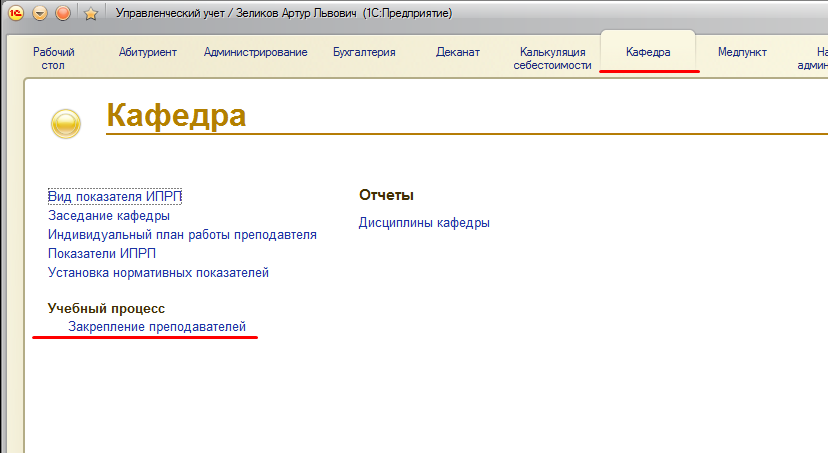 Управленческий учет / Зеликов Артур Львович (1С:Предприятие)
Рабочий стол
Абитуриент
Администрирование
Бухгалтерия
Деканат
Калькуляция себестоимости
Кафедра
Медпункт
Кафедра
Вид показателя ИПРП
Заседание кафедры
Индивидуальный план работы преподавтеля
Показатели ИПРП
Установка нормативных показателей
Учебный процесс
Закрепление преподавателей
Отчеты
Дисциплины кафедры